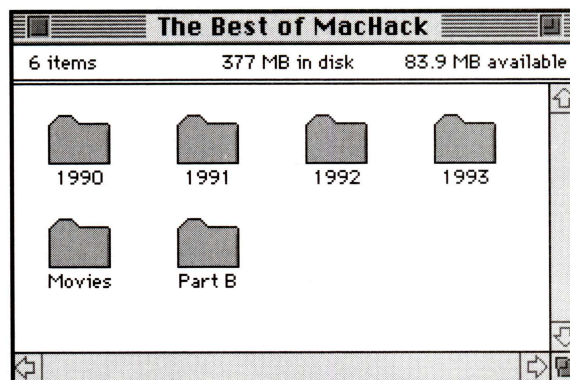 The Best of MacHack
6 items 377 MB in disk 83.9 MB available
1990 1991 1992 1993
Movies Part B